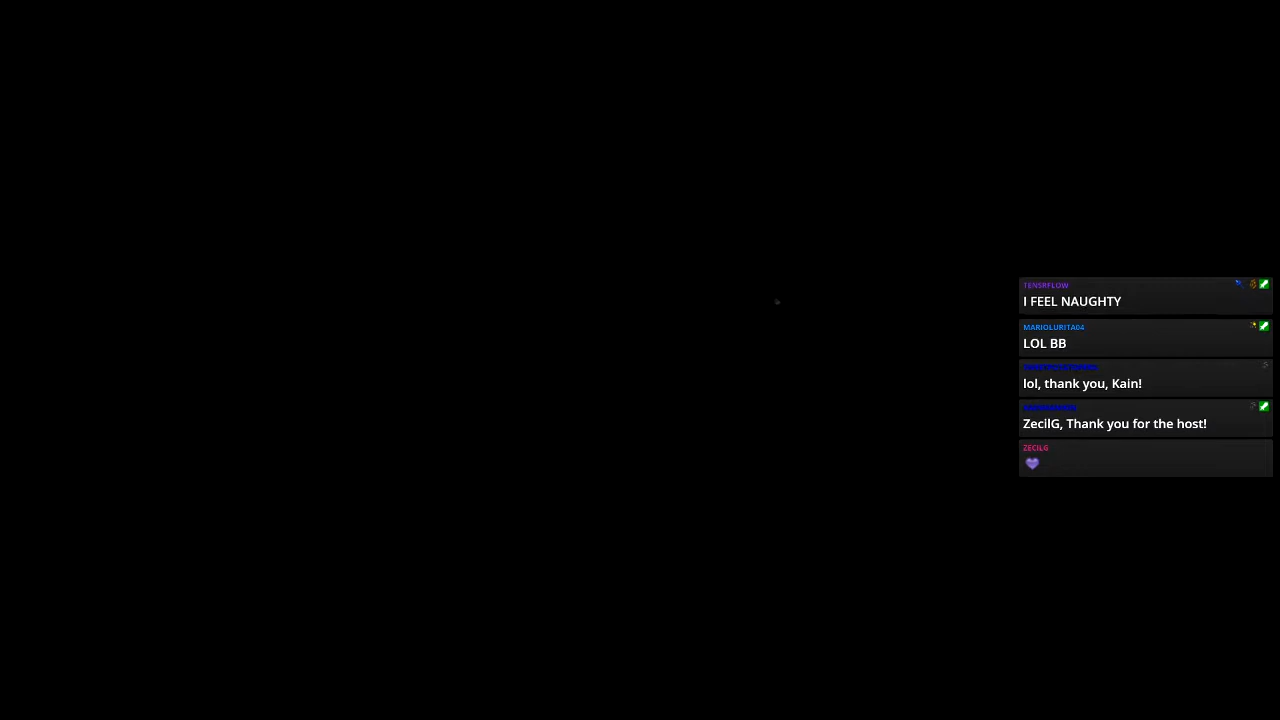 TENSRFLOW
I FEEL NAUGHTY
MARIOLURITA04
LOL BB
lol, thank you, Kain!
ZecilG, Thank you for the host!
ZECILG